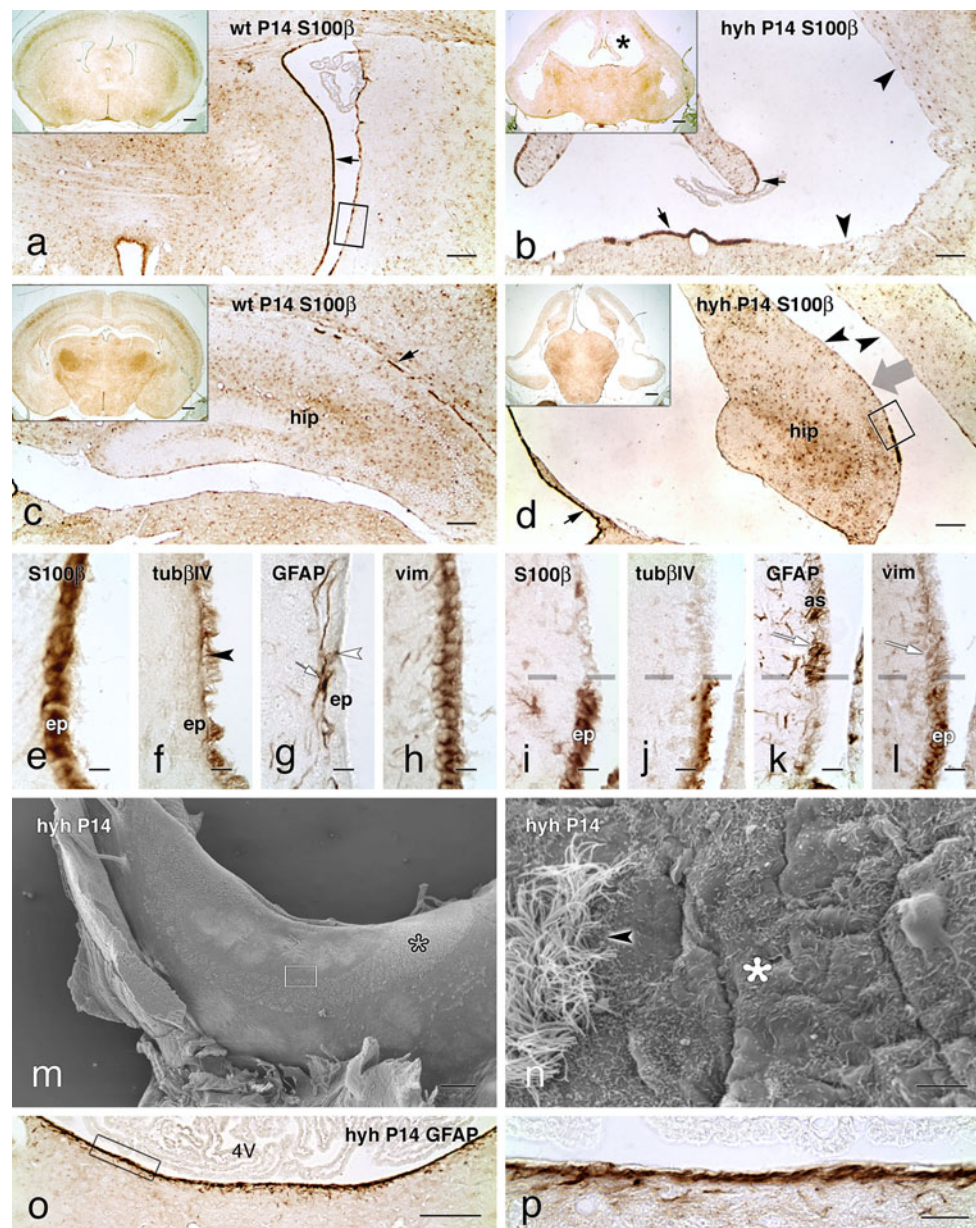 wt P14 S100β
a
hyh P14 S100β
*
b
wt P14 S100β
hip
c
hyh P14 S100β
hip
d
S100β
ep
e
tubβIV
ep
f
GFAP
ep
g
vim
h
S100β
ep
i
tubβIV
j
GFAP
as
k
vim
ep
l
hyh P14
*
*
m
hyh P14
*
n
4V
hyh P14 GFAP
o
p